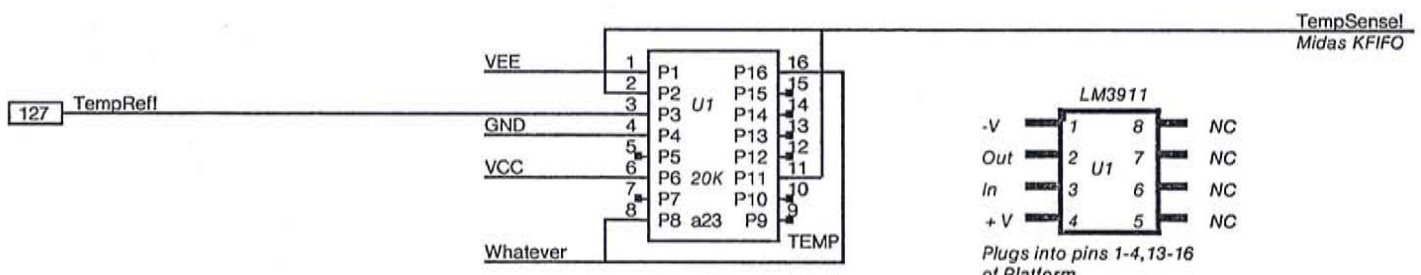 TempSense!
Midas KFIFO
VEE
1 P1 P16 16
2 P2 P15 15
127 TempRef!
3 P3 U1 P14 14
GND
4 P4 P13 13
5 P5 P12 12
VCC
6 P6 20K P11 11
7 P7 P10 10
8 P8 a23 P9 9
TEMP
Whatever
LM3911
-V 1 8 NC
Out 2 7 NC
U1
In 3 6 NC
+V 4 5 NC
Plugs into pins 1-4,13-16
of Platform